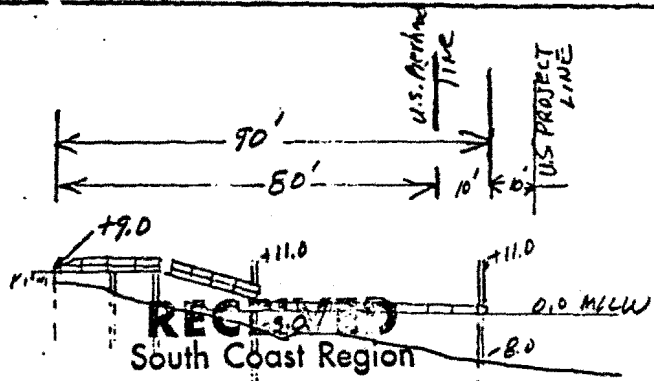 U.S. Pierhead
LINE
U.S. PROJECT
LINE
90'
80'
10'
10'
+9.0
+11.0
+11.0
0.0 MLLW
RECEIVED
South Coast Region
-8.0